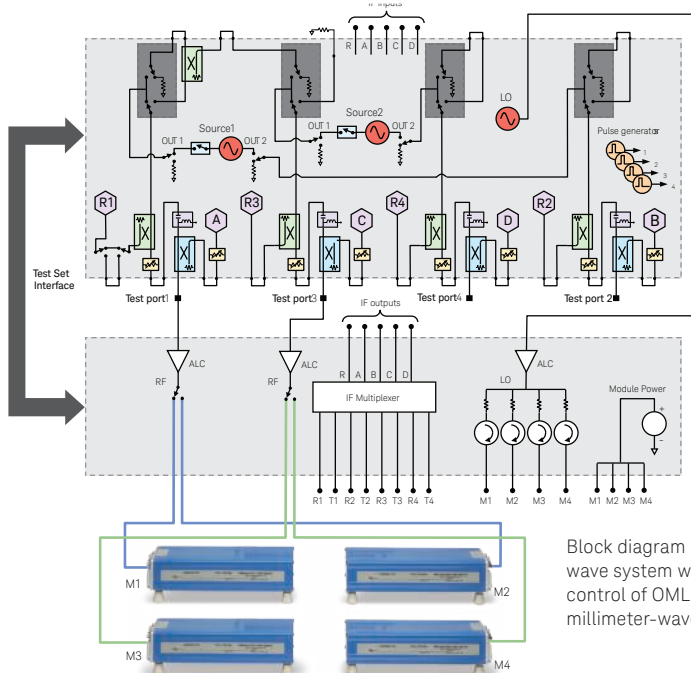 IF inputs
R A B C D
LO
Source1
Source2
OUT 1 OUT 2
OUT 1 OUT 2
Pulse generator
1
2
3
4
R1 A R3 C R4 D R2 B
Test Set
Interface
Test port1 Test port3 Test port4 Test port 2
IF outputs
ALC ALC ALC
RF RF
R A B C D
LO
Module Power
IF Multiplexer
+
-
R1 T1 R2 T2 R3 T3 R4 T4
M1 M2 M3 M4
M1 M2 M3 M4
M1
M2
M3
M4
Block diagram
wave system w
control of OML
millimeter-wave